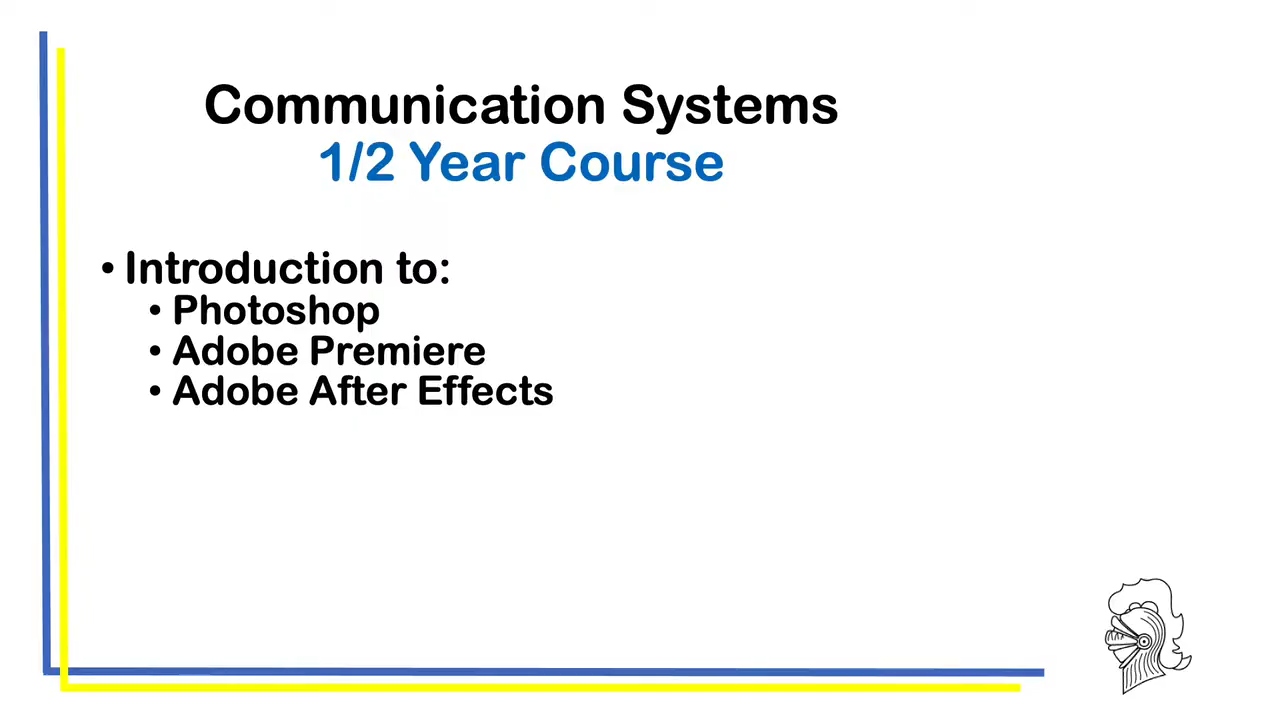 Communication Systems
1/2 Year Course
• Introduction to:
• Photoshop
• Adobe Premiere
• Adobe After Effects